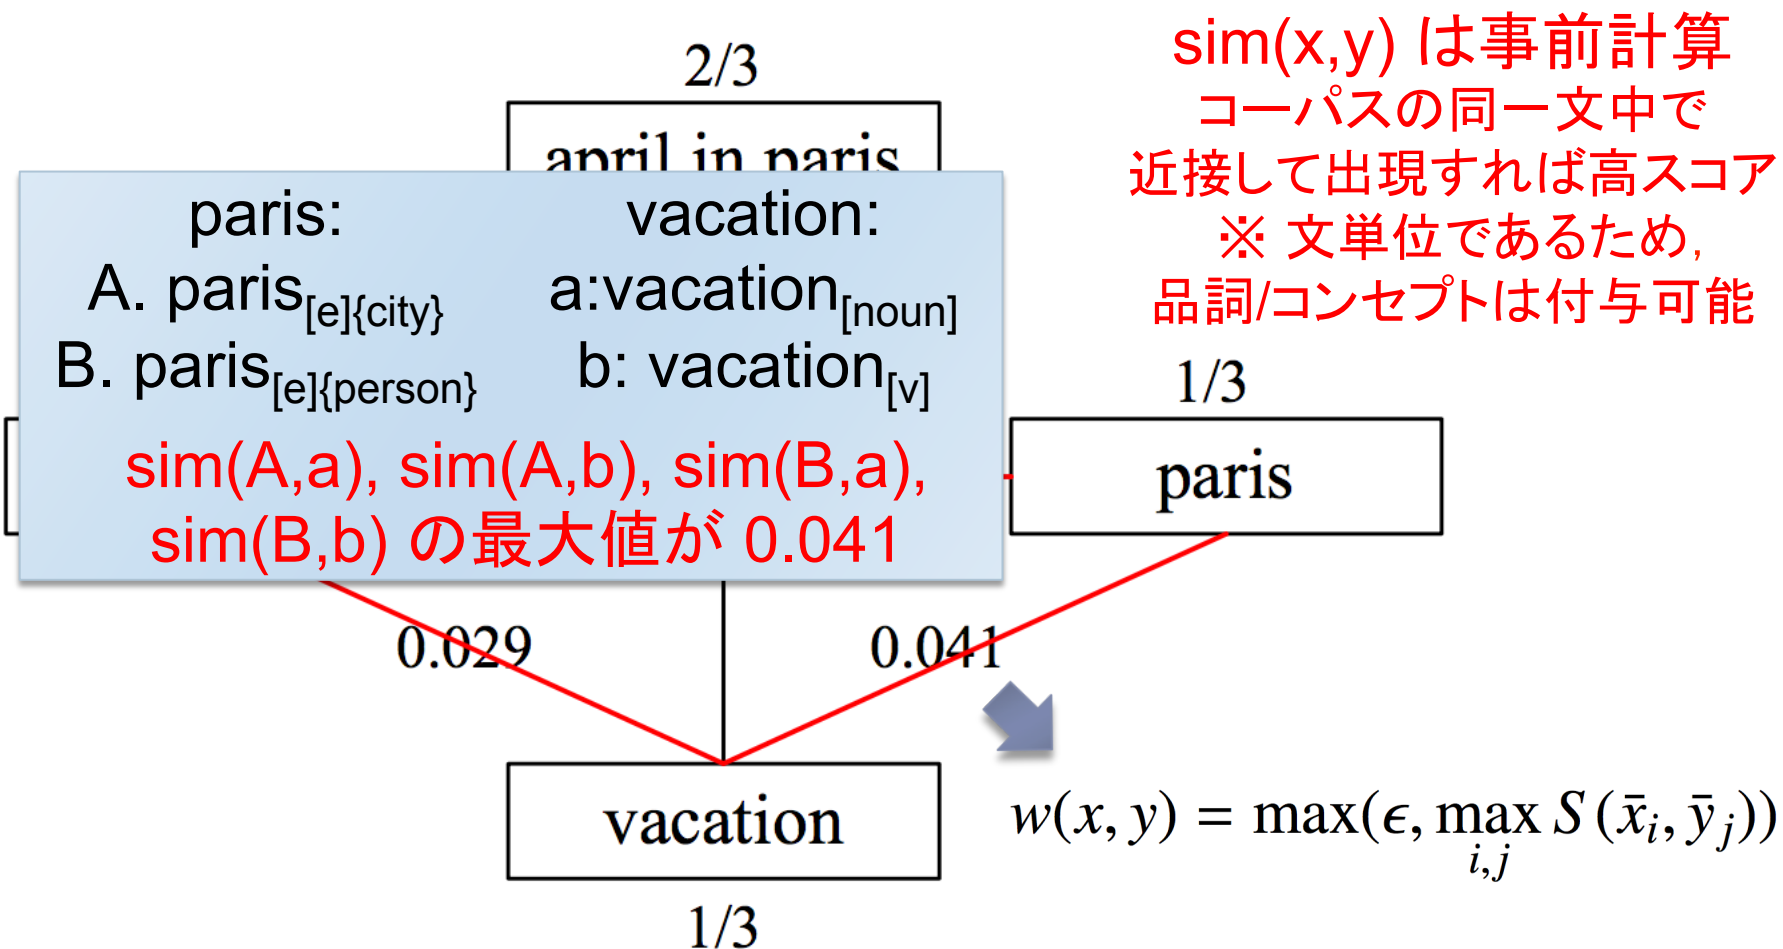 sim(x,y) は事前計算
コーパスの同一文中で
近接して出現すれば高スコア
※ 文単位であるため,
品詞/コンセプトは付与可能
2/3
april in paris
paris: vacation:
A. paris[e]{city} a:vacation[noun]
B. paris[e]{person} b: vacation[v]
sim(A,a), sim(A,b), sim(B,a),
sim(B,b) の最大値が 0.041
1/3
paris
0.029 0.041
vacation
1/3
w(x, y) = max(ϵ, max S(x̄i, ȳj))
i,j